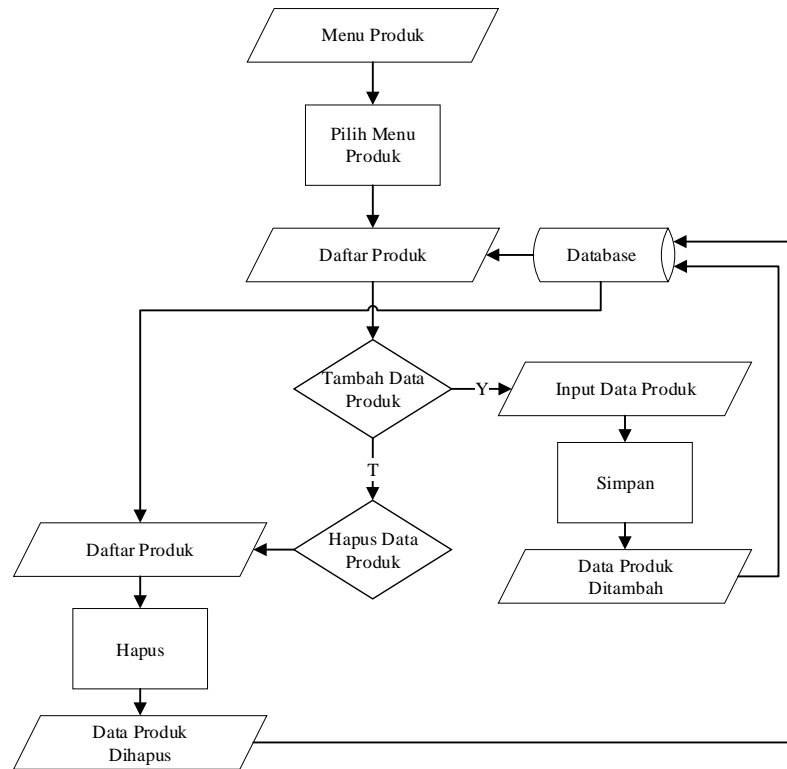 Menu Produk
Pilih Menu
Produk
Daftar Produk
Database
Tambah Data
Produk
Y
Input Data Produk
T
Simpan
Daftar Produk
Hapus Data
Produk
Data Produk
Ditambah
Hapus
Data Produk
Dihapus